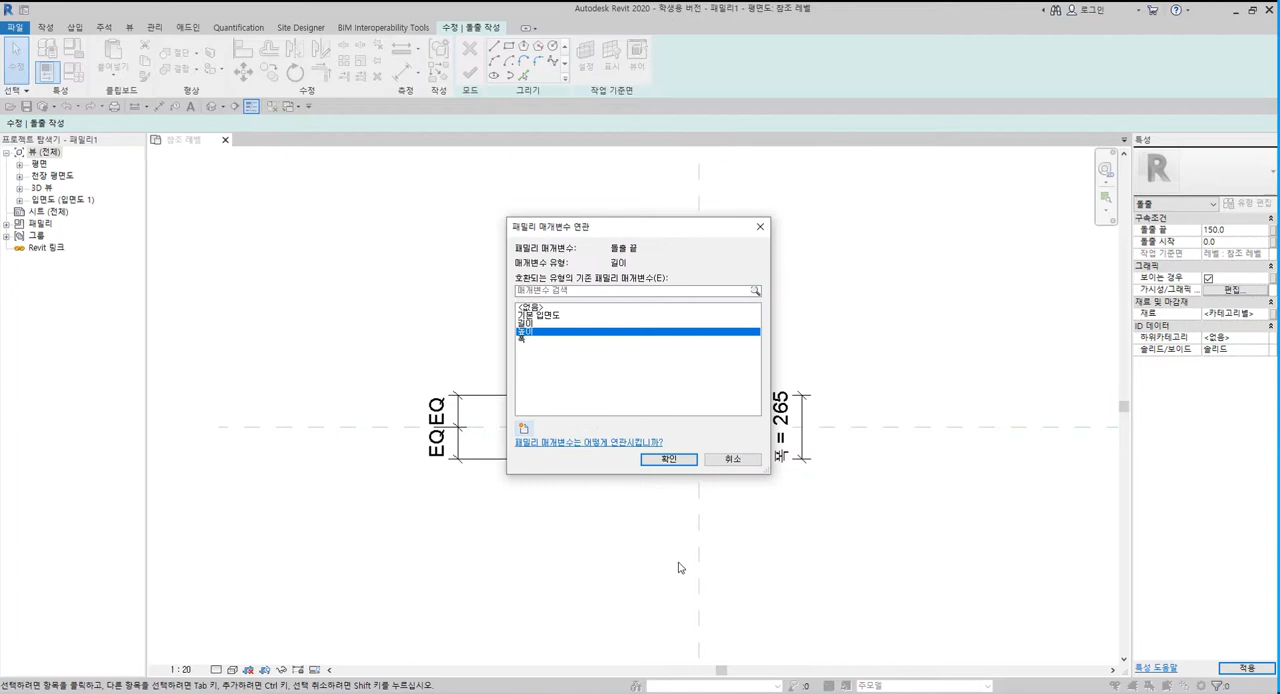 Autodesk Revit 2020 - 학생용 버전 - 패밀리1 - 평면도: 참조 레벨
로그인
파일 작성 삽입 주석 뷰 관리 애드인 Quantification Site Designer BIM Interoperability Tools 수정 | 돌출 작성
수정
붙여넣기
절단
결합
설정 표시 뷰어
선택 특성 클립보드 형상 수정 측정 작성 모드 그리기 작업 기준면
수정 | 돌출 작성
프로젝트 탐색기 - 패밀리1
뷰 (전체)
평면
천장 평면도
3D 뷰
입면도 (입면도 1)
시트 (전체)
패밀리
그룹
Revit 링크
참조 레벨
패밀리 매개변수 연관
패밀리 매개변수: 돌출 끝
매개변수 유형: 길이
호환되는 유형의 기존 패밀리 매개변수(E):
매개변수 검색
<없음>
기본 입면도
길이
높이
폭
패밀리 매개변수는 어떻게 연관시킵니까?
확인 취소
EQ EQ
폭 = 265
특성
R
돌출
유형 편집
구속조건
돌출 끝 150.0
돌출 시작 0.0
작업 기준면 레벨 : 참조 레벨
그래픽
보이는 경우
가시성/그래픽 ... 편집...
재료 및 마감재
재료 <카테고리별>
ID 데이터
하위카테고리 <없음>
솔리드/보이드 솔리드
특성 도움말 적용
1 : 20
선택하려면 항목을 클릭하고, 다른 항목을 선택하려면 Tab 키, 추가하려면 Ctrl 키, 선택 취소하려면 Shift 키를 누르십시오.
:0
주모델
:0